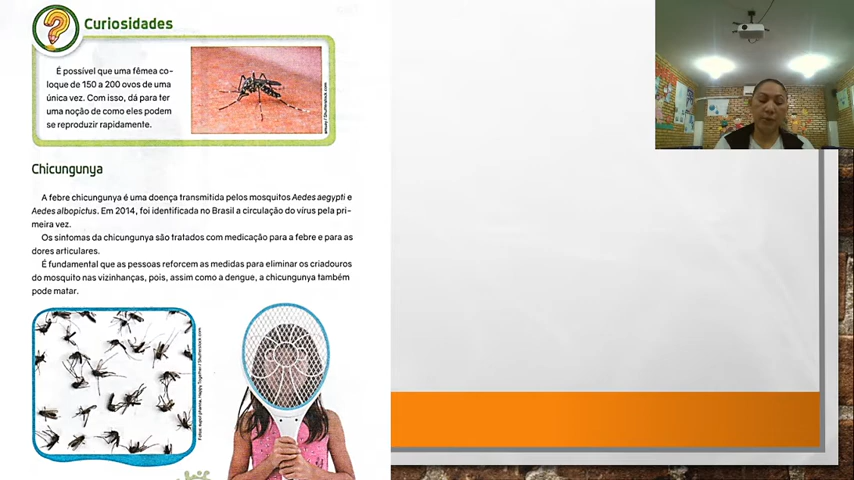 Curiosidades
É possível que uma fêmea co-
loque de 150 a 200 ovos de uma
única vez. Com isso, dá para ter
uma noção de como eles podem
se reproduzir rapidamente.
Chicungunya
A febre chicungunya é uma doença transmitida pelos mosquitos Aedes aegypti e
Aedes albopictus. Em 2014, foi identificada no Brasil a circulação do vírus pela pri-
meira vez.
Os sintomas da chicungunya são tratados com medicação para a febre e para as
dores articulares.
É fundamental que as pessoas reforcem as medidas para eliminar os criadouros
do mosquito nas vizinhanças, pois, assim como a dengue, a chicungunya também
pode matar.